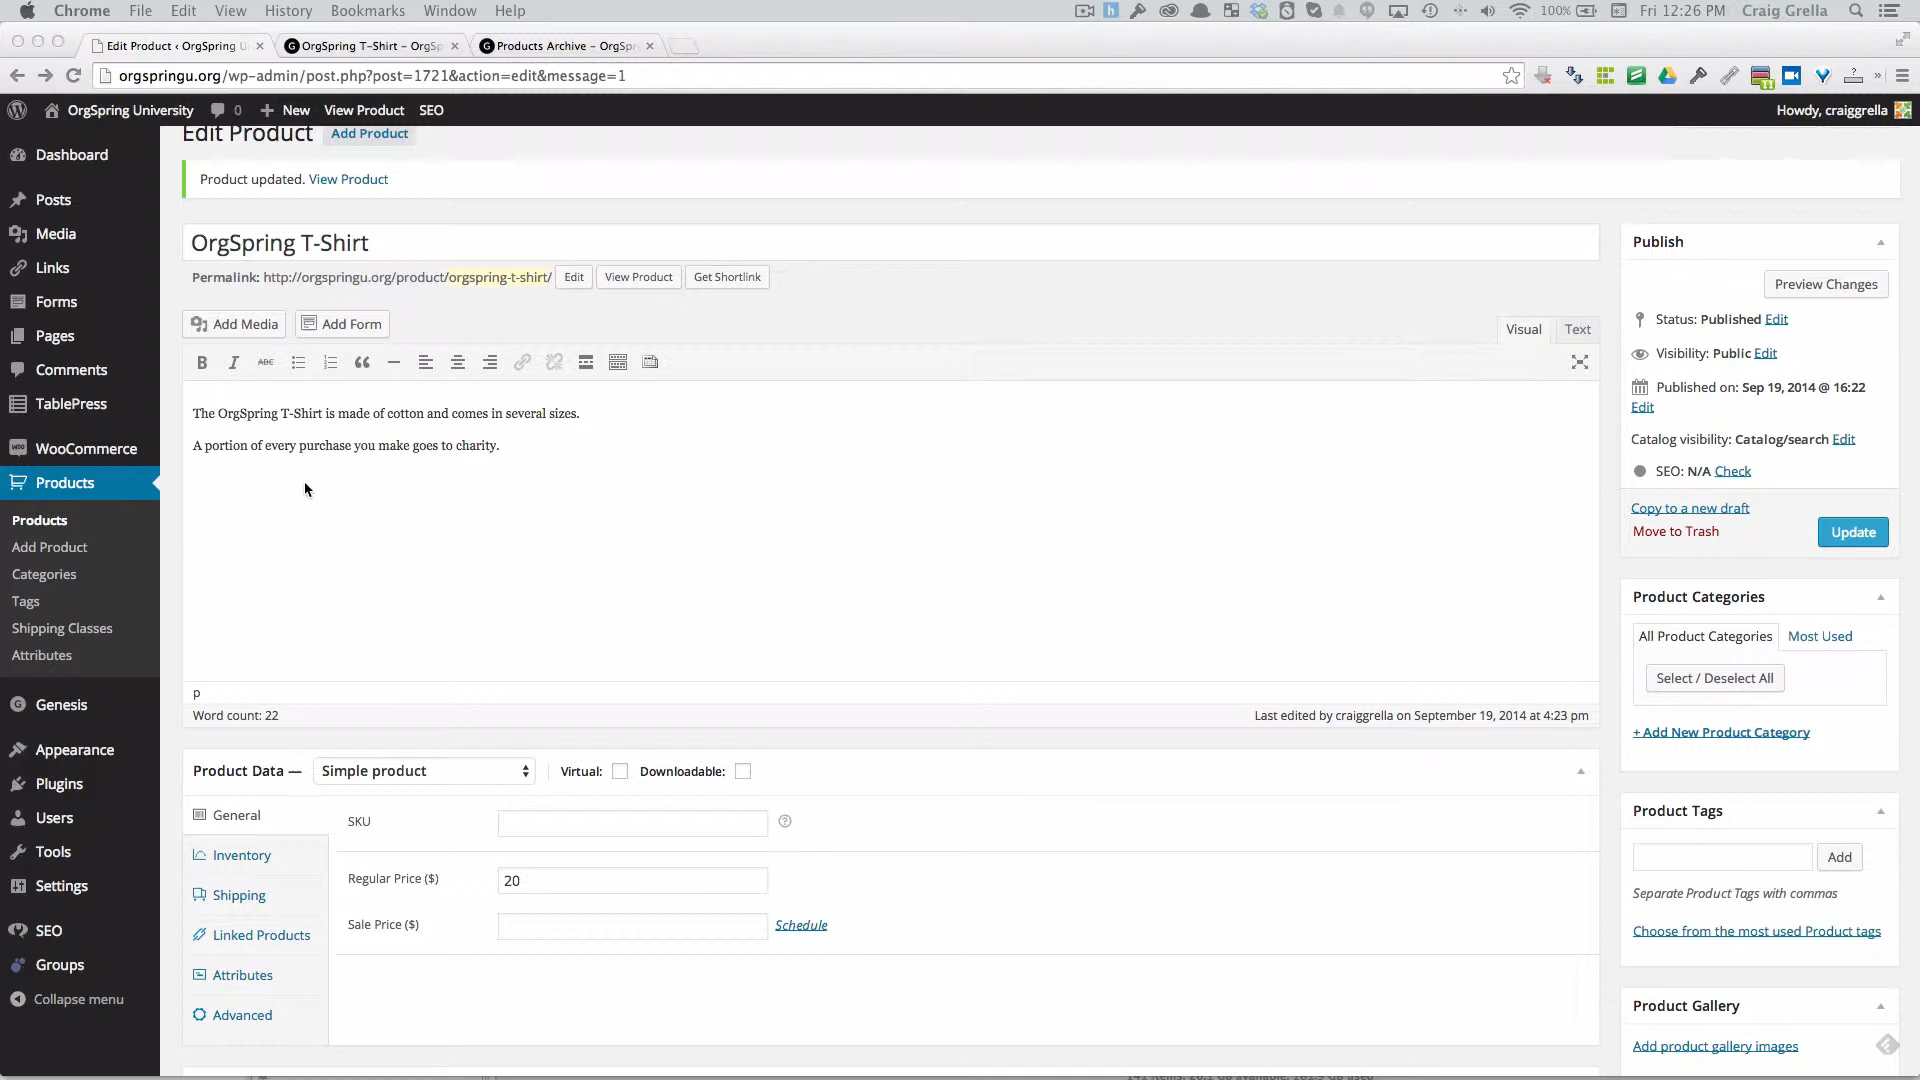 Chrome File Edit View History Bookmarks Window Help 100% Fri 12:26 PM Craig Grella
Edit Product ‹ OrgSpring U OrgSpring T-Shirt – OrgSp Products Archive – OrgSpr
orgspringu.org/wp-admin/post.php?post=1721&action=edit&message=1
OrgSpring University 0 New View Product SEO Howdy, craiggrella
Edit Product Add Product
Product updated. View Product
Dashboard
Posts
Media
Links
Forms
Pages
Comments
TablePress
WooCommerce
Products
Products
Add Product
Categories
Tags
Shipping Classes
Attributes
Genesis
Appearance
Plugins
Users
Tools
Settings
SEO
Groups
Collapse menu
OrgSpring T-Shirt
Permalink: http://orgspringu.org/product/orgspring-t-shirt/ Edit View Product Get Shortlink
Add Media Add Form Visual Text
B I ABC
The OrgSpring T-Shirt is made of cotton and comes in several sizes.
A portion of every purchase you make goes to charity.
p
Word count: 22 Last edited by craiggrella on September 19, 2014 at 4:23 pm
Product Data — Simple product Virtual: Downloadable:
General
Inventory
Shipping
Linked Products
Attributes
Advanced
SKU
Regular Price ($) 20
Sale Price ($) Schedule
Publish
Preview Changes
Status: Published Edit
Visibility: Public Edit
Published on: Sep 19, 2014 @ 16:22
Edit
Catalog visibility: Catalog/search Edit
SEO: N/A Check
Copy to a new draft
Move to Trash Update
Product Categories
All Product Categories Most Used
Select / Deselect All
+ Add New Product Category
Product Tags
Add
Separate Product Tags with commas
Choose from the most used Product tags
Product Gallery
Add product gallery images